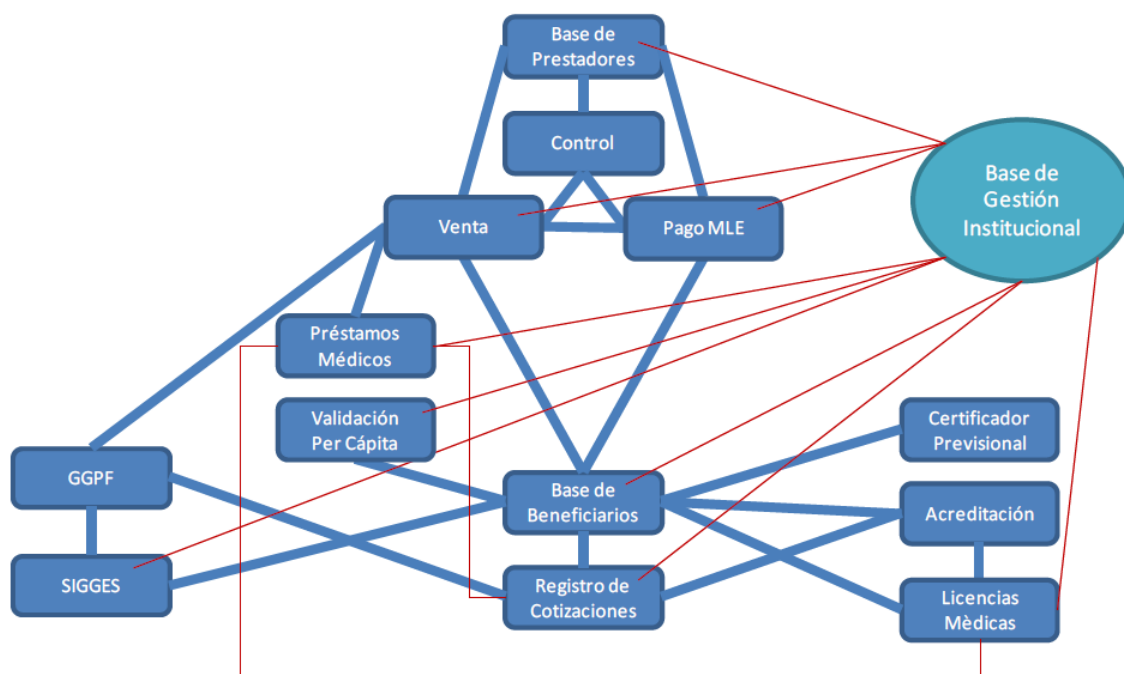 Base de
Prestadores
Control
Base de
Gestión
Institucional
Venta
Pago MLE
Préstamos
Médicos
Validación
Per Cápita
Certificador
Previsional
GGPF
Base de
Beneficiarios
Acreditación
SIGGES
Registro de
Cotizaciones
Licencias
Mèdicas